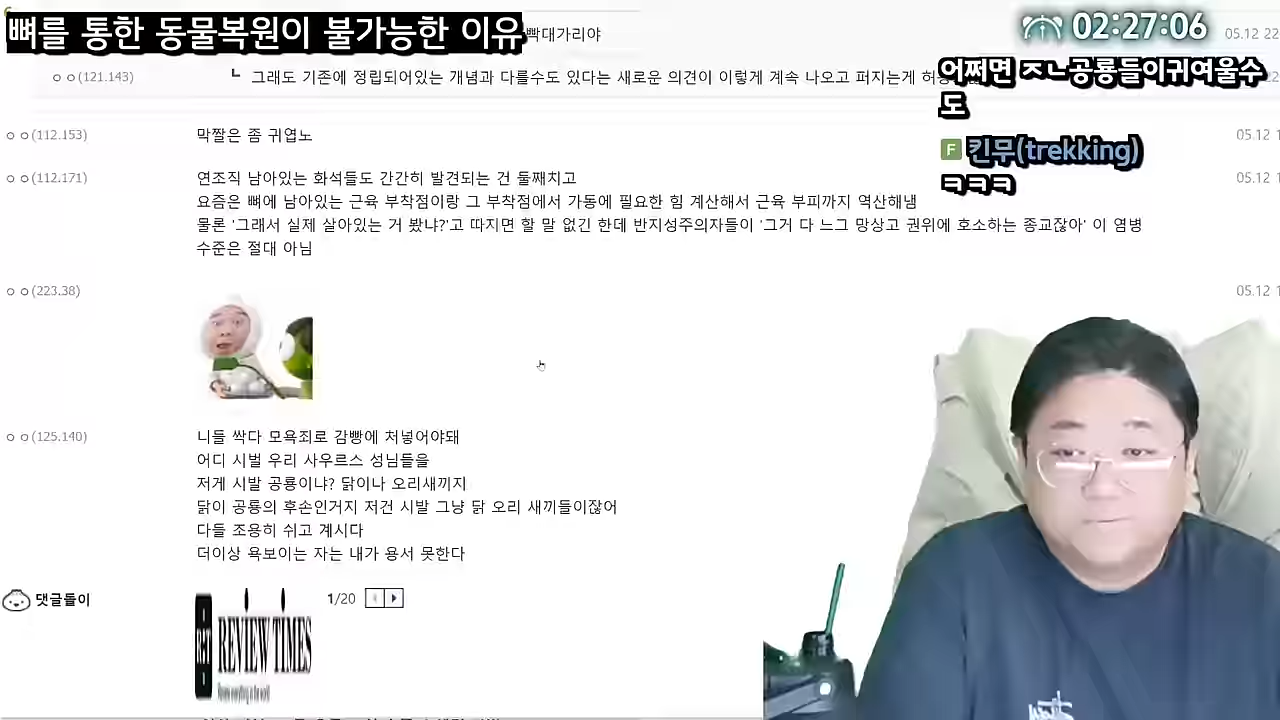 뼈를 통한 동물복원이 불가능한 이유
빡대가리야
02:27:06
05.12 22
ㅇㅇ(121.143)
┗ 그래도 기존에 정립되어있는 개념과 다를수도 있다는 새로운 의견이 이렇게 계속 나오고 퍼지는게
어쩌면 ㅈㄴ공룡들이귀여울수
도
ㅇㅇ(112.153)
막짤은 좀 귀엽노
05.12 1
F 킨무(trekking)
ㅋㅋㅋ
ㅇㅇ(112.171)
연조직 남아있는 화석들도 간간히 발견되는 건 둘째치고
05.12 1
요즘은 뼈에 남아있는 근육 부착점이랑 그 부착점에서 가동에 필요한 힘 계산해서 근육 부피까지 역산해냄
물론 '그래서 실제 살아있는 거 봤냐?'고 따지면 할 말 없긴 한데 반지성주의자들이 '그거 다 느그 망상고 권위에 호소하는 종교잖아' 이 염병
수준은 절대 아님
ㅇㅇ(223.38)
05.12 1
ㅇㅇ(125.140)
니들 싹다 모욕죄로 감빵에 처넣어야돼
어디 시벌 우리 사우르스 성님들을
저게 시발 공룡이냐? 닭이나 오리새끼지
닭이 공룡의 후손인거지 저건 시발 그냥 닭 오리 새끼들이잖어
다들 조용히 쉬고 계시다
더이상 욕보이는 자는 내가 용서 못한다
댓글돌이
1/20
REVIEW TIMES
Review everything in the world